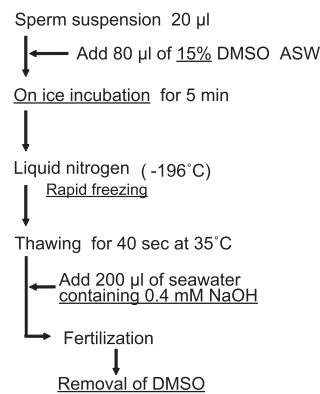 Sperm suspension 20 µl
Add 80 µl of 15% DMSO ASW
On ice incubation for 5 min
Liquid nitrogen (-196˚C)
Rapid freezing
Thawing for 40 sec at 35˚C
Add 200 µl of seawater
containing 0.4 mM NaOH
Fertilization
Removal of DMSO